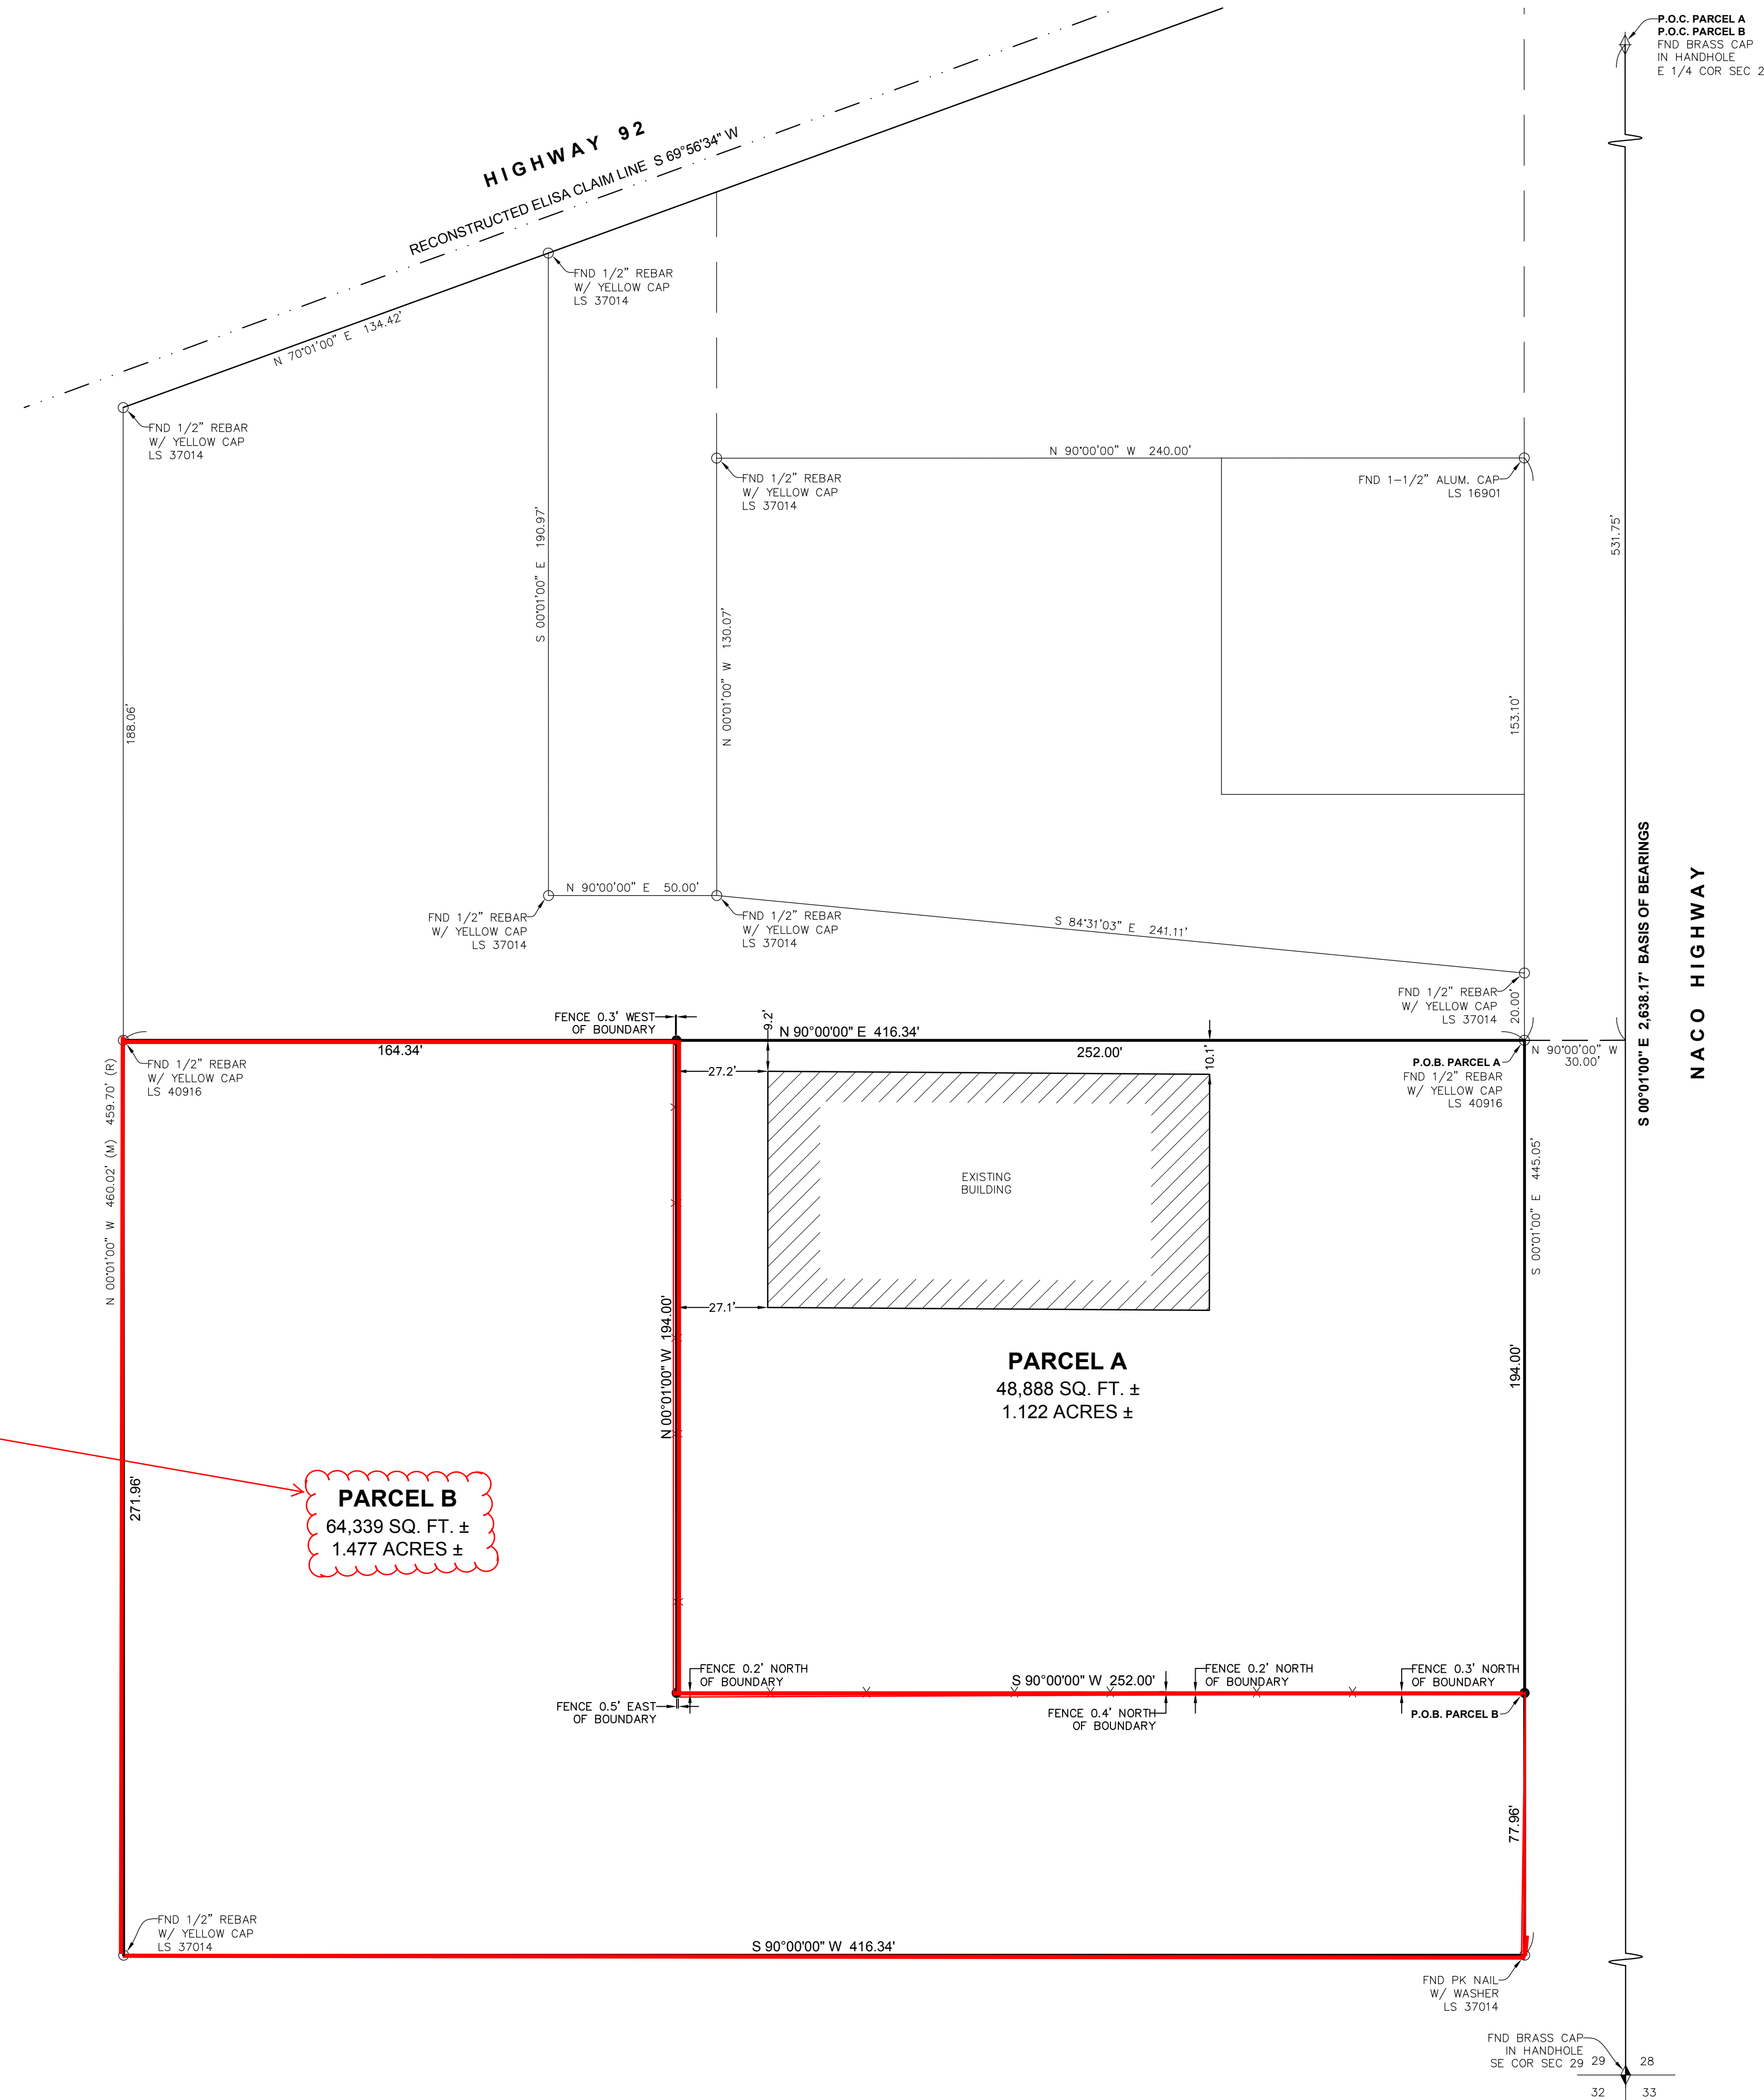 P.O.C. PARCEL A
P.O.C. PARCEL B
FND BRASS CAP
IN HANDHOLE
E 1/4 COR SEC 2
HIGHWAY 92
RECONSTRUCTED ELISA CLAIM LINE S 69°56'34" W
FND 1/2" REBAR
W/ YELLOW CAP
LS 37014
N 70°01'00" E 134.42'
FND 1/2" REBAR
W/ YELLOW CAP
LS 37014
N 90°00'00" W 240.00'
FND 1/2" REBAR
W/ YELLOW CAP
LS 37014
FND 1-1/2" ALUM. CAP
LS 16901
531.75'
S 00°01'00" E 190.97'
N 00°01'00" W 130.07'
188.06'
153.10'
S 00°01'00" E 2,638.17' BASIS OF BEARINGS
NACO HIGHWAY
N 90°00'00" E 50.00'
FND 1/2" REBAR
W/ YELLOW CAP
LS 37014
FND 1/2" REBAR
W/ YELLOW CAP
LS 37014
S 84°31'03" E 241.11'
FND 1/2" REBAR
W/ YELLOW CAP
LS 37014
20.00'
FENCE 0.3' WEST
OF BOUNDARY
9.2'
N 90°00'00" E 416.34'
164.34'
252.00'
10.1'
N 90°00'00" W
30.00'
P.O.B. PARCEL A
FND 1/2" REBAR
W/ YELLOW CAP
LS 40916
FND 1/2" REBAR
W/ YELLOW CAP
LS 40916
27.2'
N 00°01'00" W 460.02' (M) 459.70' (R)
EXISTING
BUILDING
S 00°01'00" E 445.05'
27.1'
N 00°01'00" W 194.00'
PARCEL A
48,888 SQ. FT. ±
1.122 ACRES ±
194.00'
271.96'
PARCEL B
64,339 SQ. FT. ±
1.477 ACRES ±
FENCE 0.2' NORTH
OF BOUNDARY
S 90°00'00" W 252.00'
FENCE 0.2' NORTH
OF BOUNDARY
FENCE 0.3' NORTH
OF BOUNDARY
FENCE 0.5' EAST
OF BOUNDARY
FENCE 0.4' NORTH
OF BOUNDARY
P.O.B. PARCEL B
77.96'
FND 1/2" REBAR
W/ YELLOW CAP
LS 37014
S 90°00'00" W 416.34'
FND PK NAIL
W/ WASHER
LS 37014
FND BRASS CAP
IN HANDHOLE
SE COR SEC 29
29 28
32 33